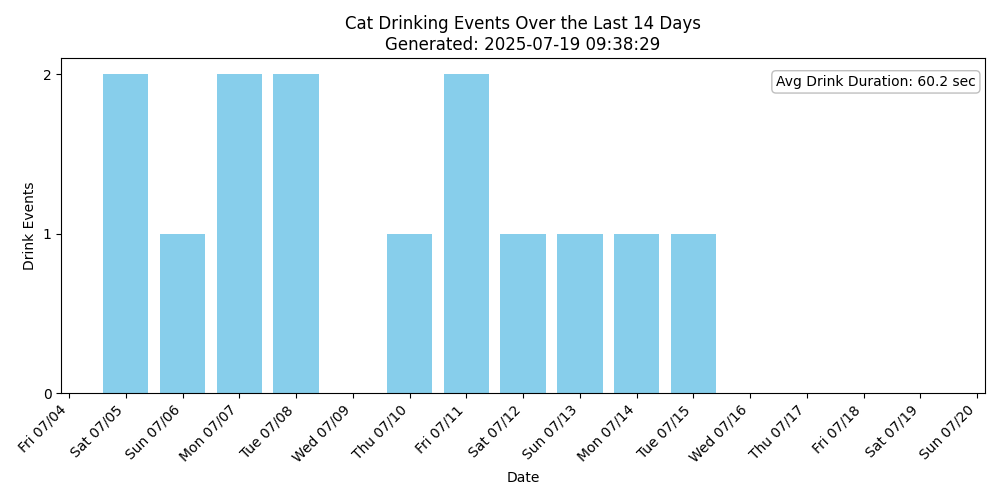 Cat Drinking Events Over the Last 14 Days
Generated: 2025-07-19 09:38:29
Avg Drink Duration: 60.2 sec
Drink Events
2
1
0
Fri 07/04
Sat 07/05
Sun 07/06
Mon 07/07
Tue 07/08
Wed 07/09
Thu 07/10
Fri 07/11
Sat 07/12
Sun 07/13
Mon 07/14
Tue 07/15
Wed 07/16
Thu 07/17
Fri 07/18
Sat 07/19
Sun 07/20
Date